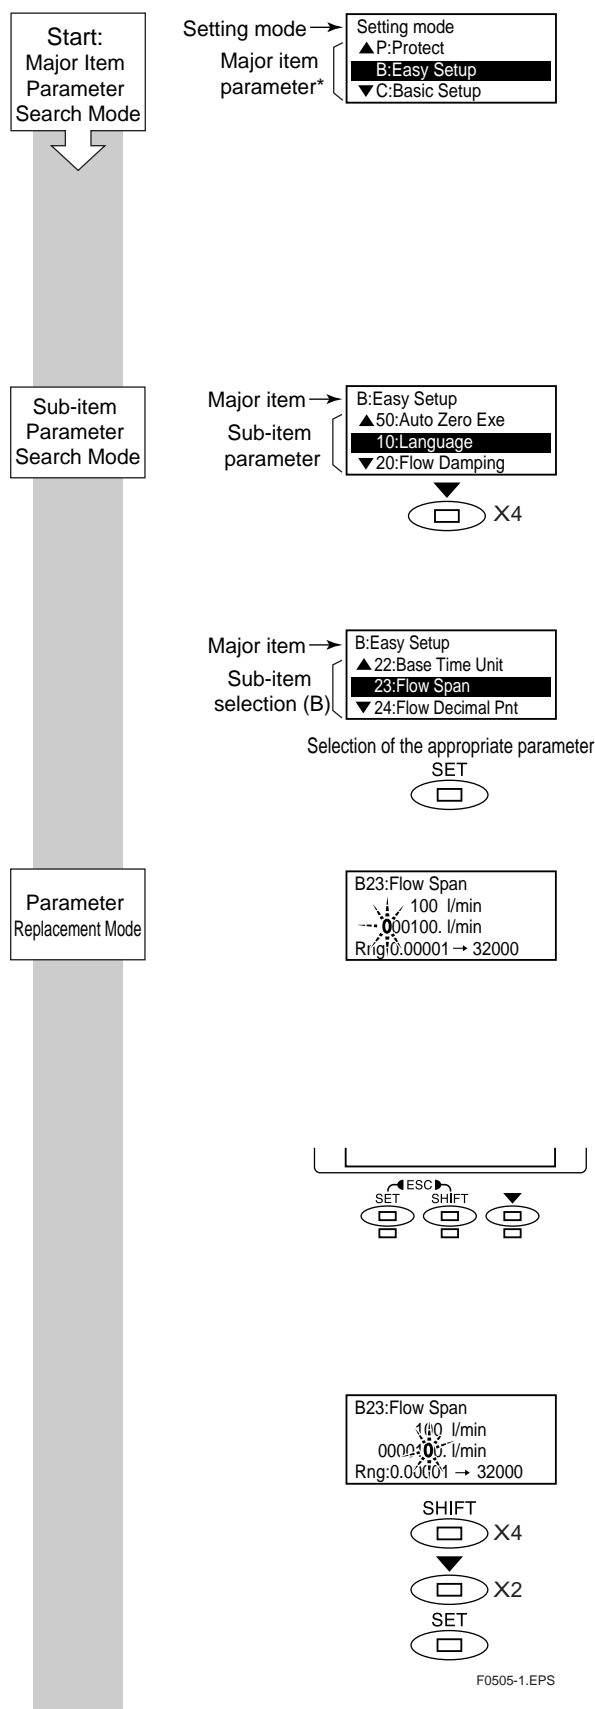 Start:
Major Item
Parameter
Search Mode
Setting mode
Major item
parameter*
Setting mode
▲P:Protect
B:Easy Setup
▼C:Basic Setup
Sub-item
Parameter
Search Mode
Major item
Sub-item
parameter
B:Easy Setup
▲50:Auto Zero Exe
10:Language
▼20:Flow Damping
▼
X4
Major item
Sub-item
selection (B)
B:Easy Setup
▲22:Base Time Unit
23:Flow Span
▼24:Flow Decimal Pnt
Selection of the appropriate parameter
SET
Parameter
Replacement Mode
B23:Flow Span
100 l/min
000100. l/min
Rng:0.00001 → 32000
ESC
SET SHIFT ▼
B23:Flow Span
100 l/min
0000100. l/min
Rng:0.00001 → 32000
SHIFT
X4
▼
X2
SET
F0505-1.EPS